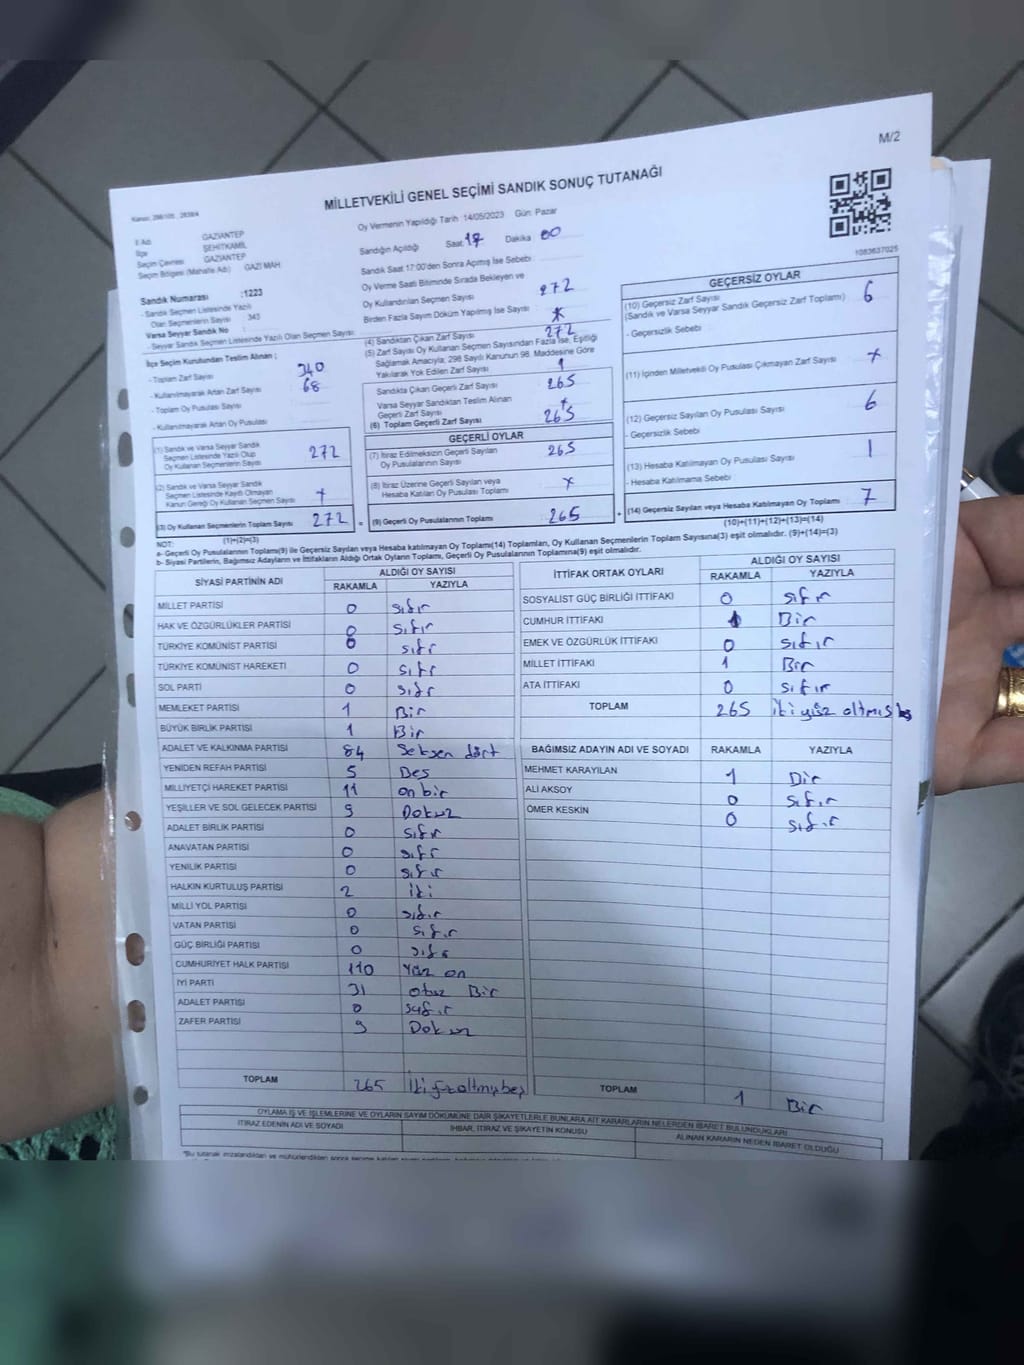 M/2
MİLLETVEKİLİ GENEL SEÇİMİ SANDIK SONUÇ TUTANAĞI
Oy Vermenin Yapıldığı Tarih :14/05/2023 Gün: Pazar
İl Adı GAZİANTEP
İlçe ŞEHİTKAMİL
Seçim Çevresi GAZİANTEP
Seçim Bölgesi (Mahalle Adı) GAZİ MAH
Sandığın Açıldığı Saat 17 Dakika 00
Sandık Saat 17:00'den Sonra Açılmış İse Sebebi
Oy Verme Saati Bitiminde Sırada Bekleyen ve
Oy Kullandırılan Seçmen Sayısı 272
Birden Fazla Sayım Döküm Yapılmış İse Sayısı
1083637025
Sandık Numarası :1223
- Sandık Seçmen Listesinde Yazılı
Olan Seçmenlerin Sayısı 343
Varsa Seyyar Sandık No :
- Seyyar Sandık Seçmen Listesinde Yazılı Olan Seçmen Sayısı
İlçe Seçim Kurulundan Teslim Alınan ;
- Toplam Zarf Sayısı 340
- Kullanılmayarak Artan Zarf Sayısı 68
- Toplam Oy Pusulası Sayısı
- Kullanılmayarak Artan Oy Pusulası
(4) Sandıktan Çıkan Zarf Sayısı 272
(5) Zarf Sayısı Oy Kullanan Seçmen Sayısından Fazla İse, Eşitliği
Sağlamak Amacıyla; 298 Sayılı Kanunun 98. Maddesine Göre
Yakılarak Yok Edilen Zarf Sayısı 1
Sandıkta Çıkan Geçerli Zarf Sayısı 265
Varsa Seyyar Sandıktan Teslim Alınan
Geçerli Zarf Sayısı
(6) Toplam Geçerli Zarf Sayısı 265
GEÇERSİZ OYLAR
(10) Geçersiz Zarf Sayısı 6
(Sandık ve Varsa Seyyar Sandık Geçersiz Zarf Toplamı)
- Geçersizlik Sebebi
(11) İçinden Milletvekili Oy Pusulası Çıkmayan Zarf Sayısı
(12) Geçersiz Sayılan Oy Pusulası Sayısı 6
- Geçersizlik Sebebi
(13) Hesaba Katılmayan Oy Pusulası Sayısı 1
- Hesaba Katılmama Sebebi
(14) Geçersiz Sayılan veya Hesaba Katılmayan Oy Toplamı 7
(10)+(11)+(12)+(13)=(14)
(1) Sandık ve Varsa Seyyar Sandık
Seçmen Listesinde Yazılı Olup
Oy Kullanan Seçmenlerin Sayısı 272
(2) Sandık ve Varsa Seyyar Sandık
Seçmen Listesinde Kayıtlı Olmayan
Kanun Gereği Oy Kullanan Seçmen Sayısı
(3) Oy Kullanan Seçmenlerin Toplam Sayısı 272
(1)+(2)=(3)
GEÇERLİ OYLAR
(7) İtiraz Edilmeksizin Geçerli Sayılan
Oy Pusulalarının Sayısı 265
(8) İtiraz Üzerine Geçerli Sayılan veya
Hesaba Katılan Oy Pusulası Toplamı x
= (9) Geçerli Oy Pusulalarının Toplamı 265 +
NOT:
a- Geçerli Oy Pusulalarının Toplamı(9) ile Geçersiz Sayılan veya Hesaba katılmayan Oy Toplamı(14) Toplamları, Oy Kullanan Seçmenlerin Toplam Sayısına(3) eşit olmalıdır. (9)+(14)=(3)
b- Siyasi Partilerin, Bağımsız Adayların ve İttifakların Aldığı Ortak Oyların Toplamı, Geçerli Oy Pusulalarının Toplamına(9) eşit olmalıdır.
SİYASİ PARTİNİN ADI ALDIĞI OY SAYISI
RAKAMLA YAZIYLA
MİLLET PARTİSİ 0 sıfır
HAK VE ÖZGÜRLÜKLER PARTİSİ 0 sıfır
TÜRKİYE KOMÜNİST PARTİSİ 0 sıfr
TÜRKİYE KOMÜNİST HAREKETİ 0 sıfr
SOL PARTİ 0 sıfr
MEMLEKET PARTİSİ 1 Bir
BÜYÜK BİRLİK PARTİSİ 1 Bir
ADALET VE KALKINMA PARTİSİ 84 Seksen dört
YENİDEN REFAH PARTİSİ 5 Beş
MİLLİYETÇİ HAREKET PARTİSİ 11 on bir
YEŞİLLER VE SOL GELECEK PARTİSİ 9 Dokuz
ADALET BİRLİK PARTİSİ 0 sıfır
ANAVATAN PARTİSİ 0 sıfr
YENİLİK PARTİSİ 0 sıfır
HALKIN KURTULUŞ PARTİSİ 2 iki
MİLLİ YOL PARTİSİ 0 sıfır
VATAN PARTİSİ 0 sıfır
GÜÇ BİRLİĞİ PARTİSİ 0 sıfır
CUMHURİYET HALK PARTİSİ 110 Yüz on
İYİ PARTİ 31 otuz Bir
ADALET PARTİSİ 0 sıfır
ZAFER PARTİSİ 9 Dokuz
TOPLAM 265 iki yüz altmış beş
İTTİFAK ORTAK OYLARI ALDIĞI OY SAYISI
RAKAMLA YAZIYLA
SOSYALİST GÜÇ BİRLİĞİ İTTİFAKI 0 sıfır
CUMHUR İTTİFAKI 1 Bir
EMEK VE ÖZGÜRLÜK İTTİFAKI 0 sıfır
MİLLET İTTİFAKI 1 Bir
ATA İTTİFAKI 0 sıfır
TOPLAM 265 iki yüz altmış beş
BAĞIMSIZ ADAYIN ADI VE SOYADI RAKAMLA YAZIYLA
MEHMET KARAYILAN 1 Bir
ALİ AKSOY 0 sıfır
ÖMER KESKİN 0 sıfır
TOPLAM 1 Bir
OYLAMA İŞ VE İŞLEMLERİNE VE OYLARIN SAYIM DÖKÜMÜNE DAİR ŞİKAYETLERLE BUNLARA AİT KARARLARIN NELERDEN İBARET BULUNDUKLARI
İTİRAZ EDENİN ADI VE SOYADI İHBAR, İTİRAZ VE ŞİKAYETİN KONUSU ALINAN KARARIN NEDEN İBARET OLDUĞU